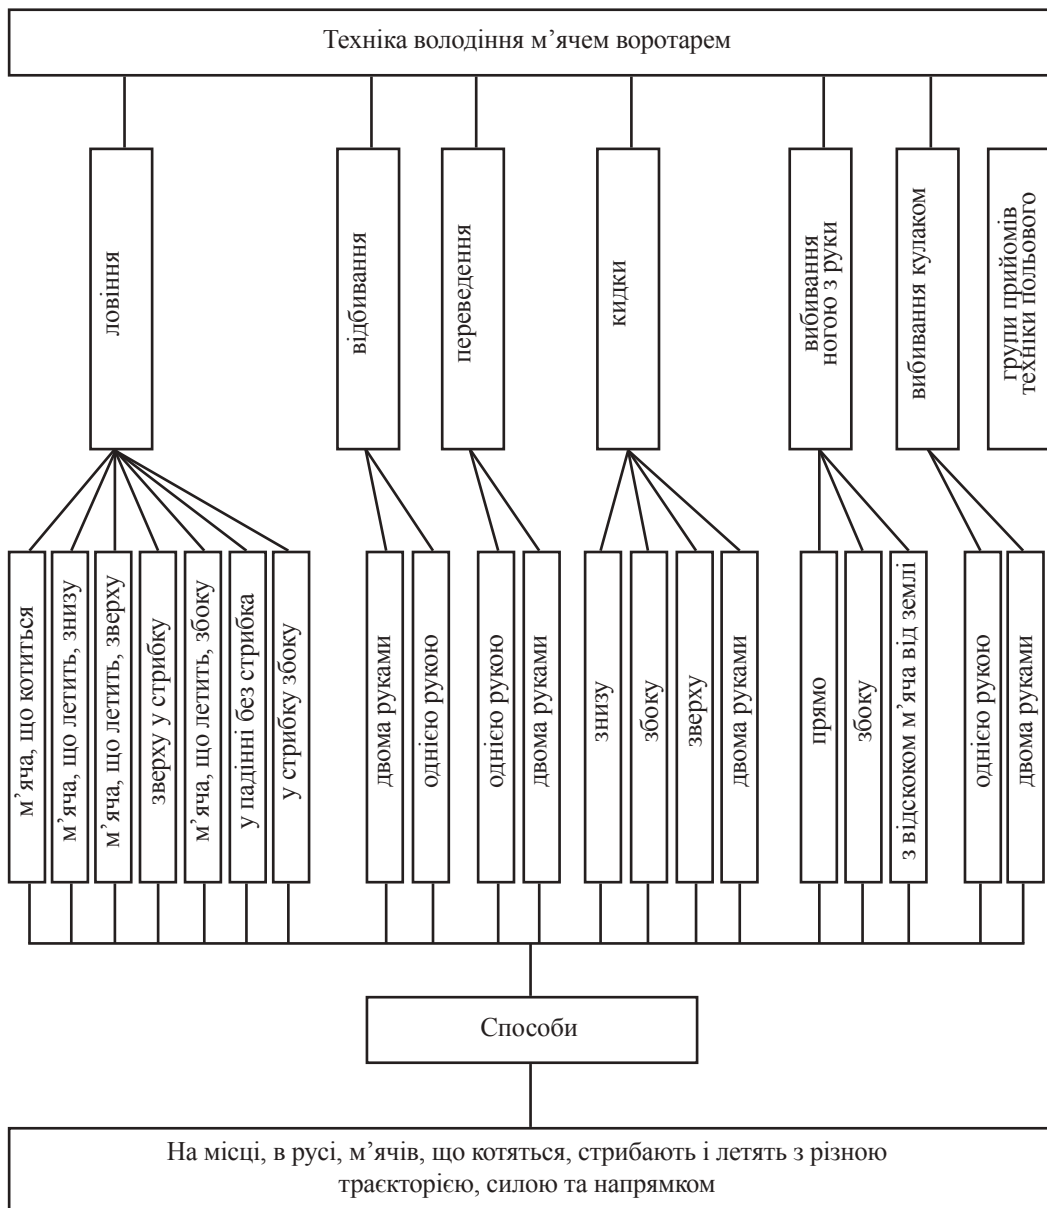 Техніка володіння м’ячем воротарем
ловіння
відбивання
переведення
кидки
вибивання
ногою з руки
вибивання кулаком
групи прийомів
техніки польового
м’яча, що котиться
м’яча, що летить, знизу
м’яча, що летить, зверху
зверху у стрибку
м’яча, що летить, збоку
у падінні без стрибка
у стрибку збоку
двома руками
однією рукою
однією рукою
двома руками
знизу
збоку
зверху
двома руками
прямо
збоку
з відскоком м’яча від землі
однією рукою
двома руками
Способи
На місці, в русі, м’ячів, що котяться, стрибають і летять з різною
траєкторією, силою та напрямком